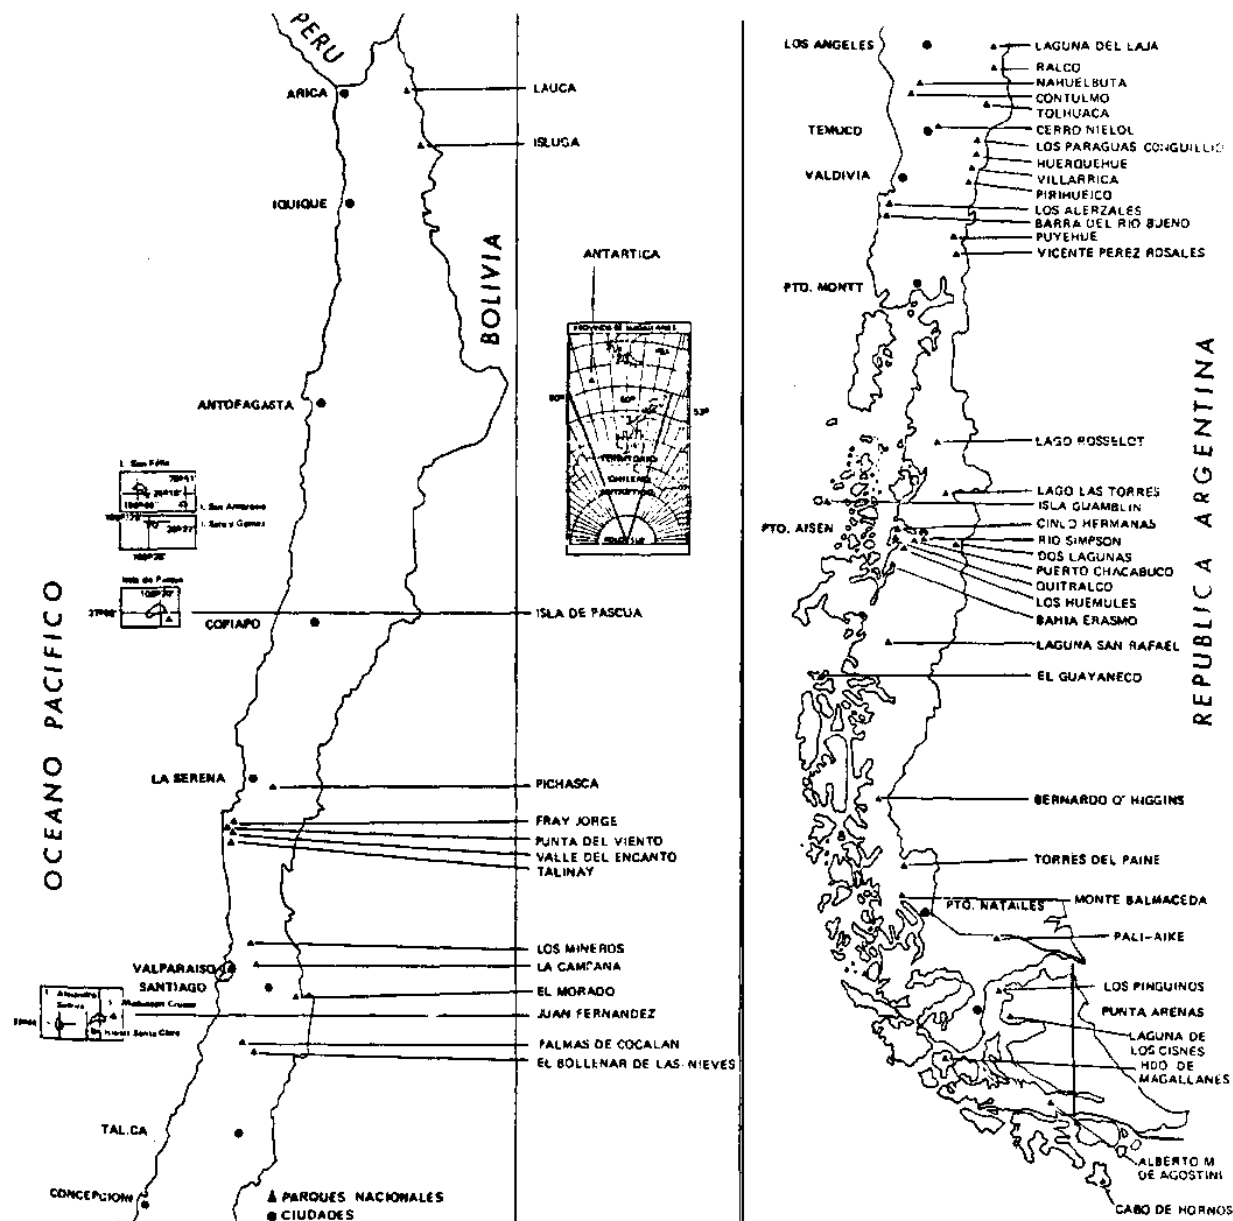 PERU
ARICA
LAUCA
ISLUGA
IQUIQUE
BOLIVIA
ANTARTICA
ANTOFAGASTA
OCEANO PACIFICO
ISLA DE PASCUA
COPIAPO
LA SERENA
PICHASCA
FRAY JORGE
PUNTA DEL VIENTO
VALLE DEL ENCANTO
TALINAY
LOS MINEROS
VALPARAISO
LA CAMPANA
SANTIAGO
EL MORADO
JUAN FERNANDEZ
PALMAS DE COCALAN
EL BOLLENAR DE LAS NIEVES
TALCA
CONCEPCION
PARQUES NACIONALES
CIUDADES
LOS ANGELES
LAGUNA DEL LAJA
RALCO
NAHUELBUTA
CONTULMO
TOLHUACA
TEMUCO
CERRO NIELOL
LOS PARAGUAS CONGUILLIO
HUERQUEHUE
VALDIVIA
VILLARRICA
PIRIHUEICO
LOS ALERZALES
BARRA DEL RIO BUENO
PUYEHUE
VICENTE PEREZ ROSALES
PTO. MONTT
REPUBLICA ARGENTINA
LAGO ROSSELOT
LAGO LAS TORRES
ISLA GUAMBLIN
PTO. AISEN
CINCO HERMANAS
RIO SIMPSON
DOS LAGUNAS
PUERTO CHACABUCO
QUITRALCO
LOS HUEMULES
BAHIA ERASMO
LAGUNA SAN RAFAEL
EL GUAYANECO
BERNARDO O' HIGGINS
TORRES DEL PAINE
PTO. NATALES
MONTE BALMACEDA
PALI-AIKE
LOS PINGUINOS
PUNTA ARENAS
LAGUNA DE
LOS CISNES
HDO DE
MAGALLANES
ALBERTO M
DE AGOSTINI
CABO DE HORNOS